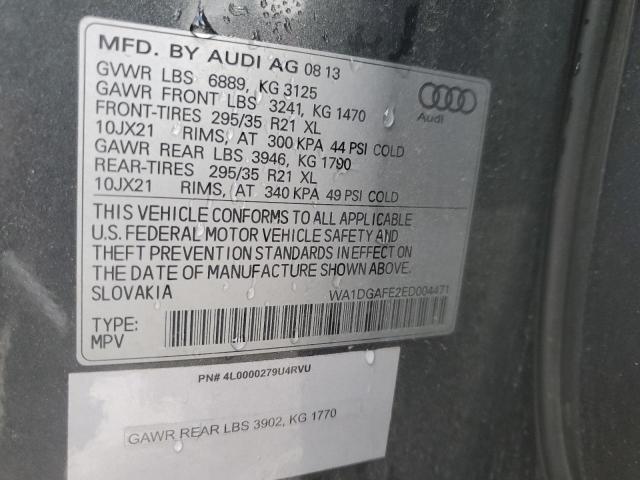 MFD. BY AUDI AG 08 13
GVWR LBS 6889, KG 3125
GAWR FRONT LBS 3241, KG 1470
FRONT-TIRES 295/35 R21 XL
10JX21 RIMS, AT 300 KPA 44 PSI COLD
GAWR REAR LBS 3946, KG 1790
REAR-TIRES 295/35 R21 XL
10JX21 RIMS, AT 340 KPA 49 PSI COLD
Audi
THIS VEHICLE CONFORMS TO ALL APPLICABLE
U.S. FEDERAL MOTOR VEHICLE SAFETY AND
THEFT PREVENTION STANDARDS IN EFFECT ON
THE DATE OF MANUFACTURE SHOWN ABOVE.
SLOVAKIA WA1DGAFE2ED004471
TYPE:
MPV
PN# 4L0000279U4RVU
GAWR REAR LBS 3902, KG 1770